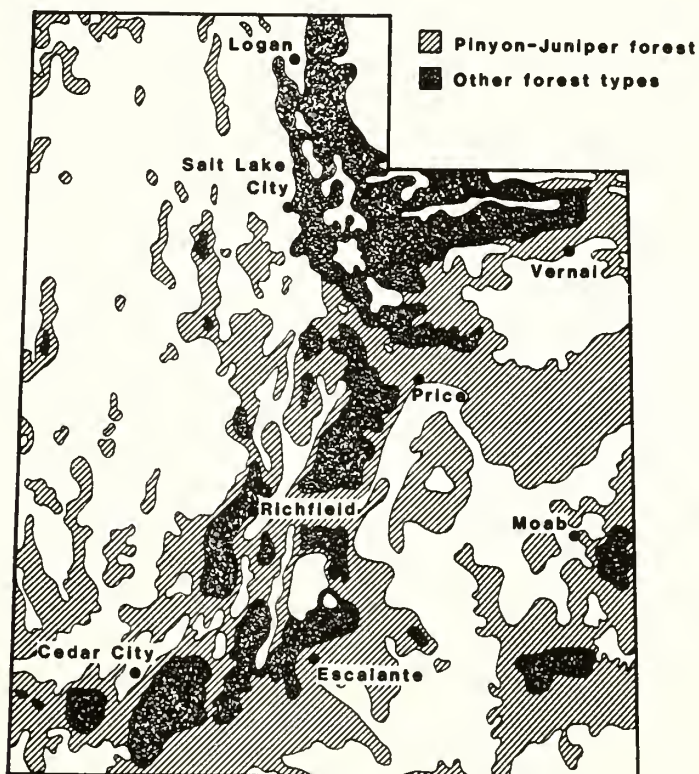 Logan
Pinyon-Juniper forest
Other forest types
Salt Lake
City
Vernal
Price
Richfield
Moab
Cedar City
Escalante